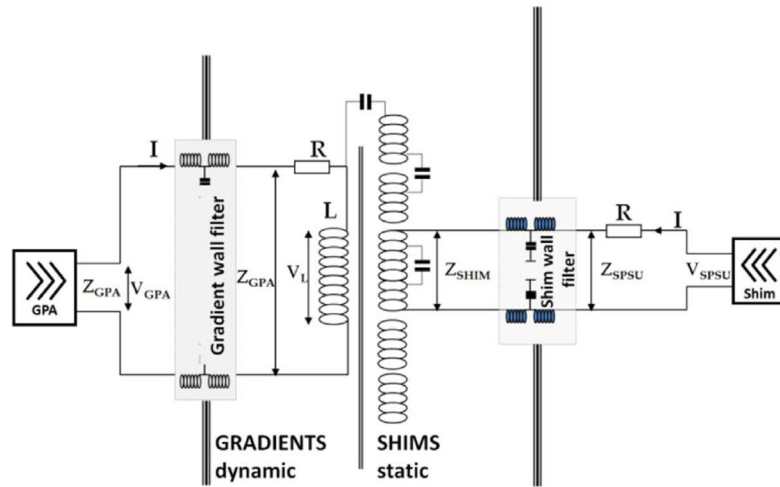 I
R
Gradient wall filter
L
Z_GPA
V_GPA
GPA
Z_GPA
V_L
Z_SHIM
Shim wall
filter
R
I
Z_SPSU
V_SPSU
Shim
GRADIENTS
dynamic
SHIMS
static